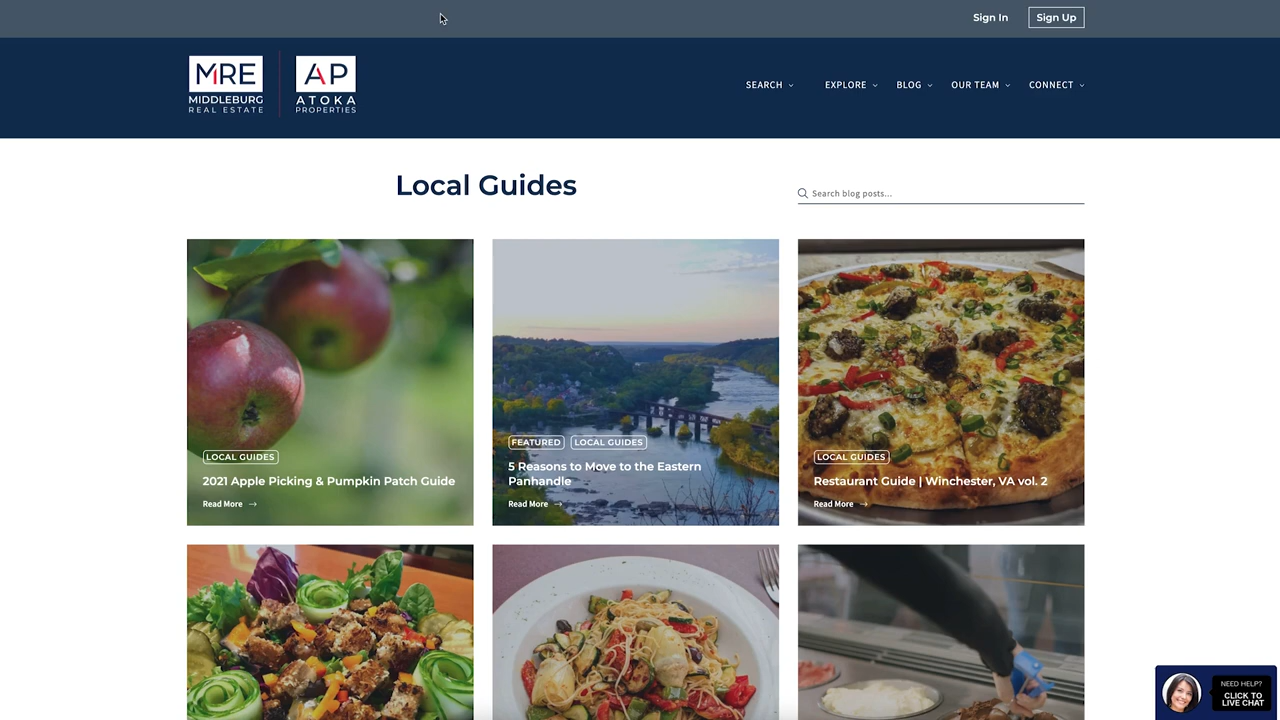 Sign In
Sign Up
MRE
MIDDLEBURG
REAL ESTATE
AP
ATOKA
PROPERTIES
SEARCH
EXPLORE
BLOG
OUR TEAM
CONNECT
Local Guides
Search blog posts...
LOCAL GUIDES
2021 Apple Picking & Pumpkin Patch Guide
Read More
FEATURED
LOCAL GUIDES
5 Reasons to Move to the Eastern
Panhandle
Read More
LOCAL GUIDES
Restaurant Guide | Winchester, VA vol. 2
Read More
NEED HELP?
CLICK TO
LIVE CHAT